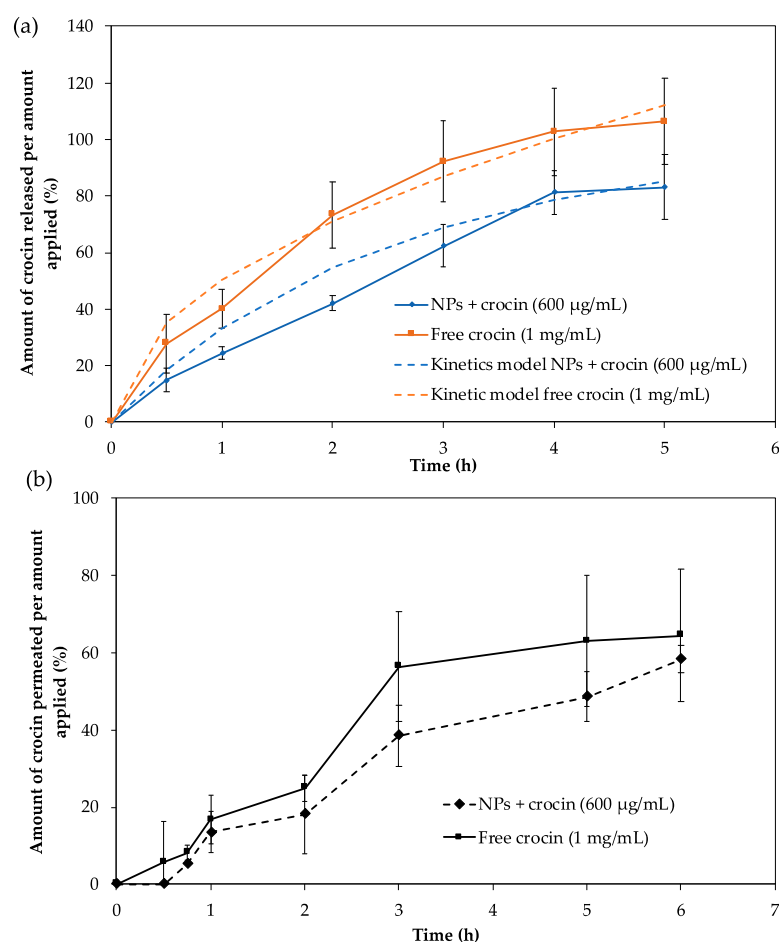 (a)
Amount of crocin released per amount
applied (%)
140
120
100
80
60
40
20
0
NPs + crocin (600 µg/mL)
Free crocin (1 mg/mL)
Kinetics model NPs + crocin (600 µg/mL)
Kinetic model free crocin (1 mg/mL)
0 1 2 3 4 5 6
Time (h)
(b)
Amount of crocin permeated per amount
applied (%)
100
80
60
40
20
0
NPs + crocin (600 µg/mL)
Free crocin (1 mg/mL)
0 1 2 3 4 5 6 7
Time (h)